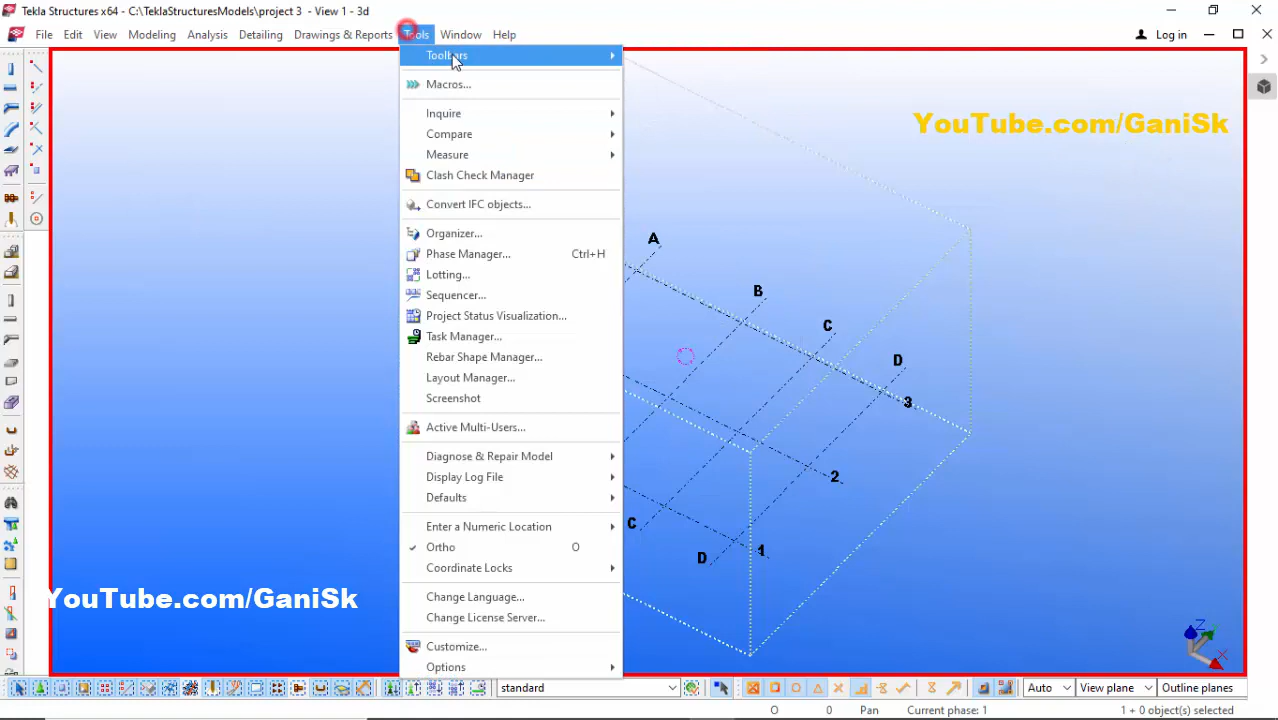 Tekla Structures x64 - C:\TeklaStructuresModels\project 3 - View 1 - 3d
File Edit View Modeling Analysis Detailing Drawings & Reports Tools Window Help Log in
Toolbars
Macros...
Inquire
Compare
Measure
Clash Check Manager
Convert IFC objects...
Organizer...
Phase Manager... Ctrl+H
Lotting...
Sequencer...
Project Status Visualization...
Task Manager...
Rebar Shape Manager...
Layout Manager...
Screenshot
Active Multi-Users...
Diagnose & Repair Model
Display Log File
Defaults
Enter a Numeric Location
Ortho O
Coordinate Locks
Change Language...
Change License Server...
Customize...
Options
YouTube.com/GaniSk
A
B
C
D
3
2
C
1
D
YouTube.com/GaniSk
Z
Y
X
standard Auto View plane Outline planes
O 0 Pan Current phase: 1 1 + 0 object(s) selected